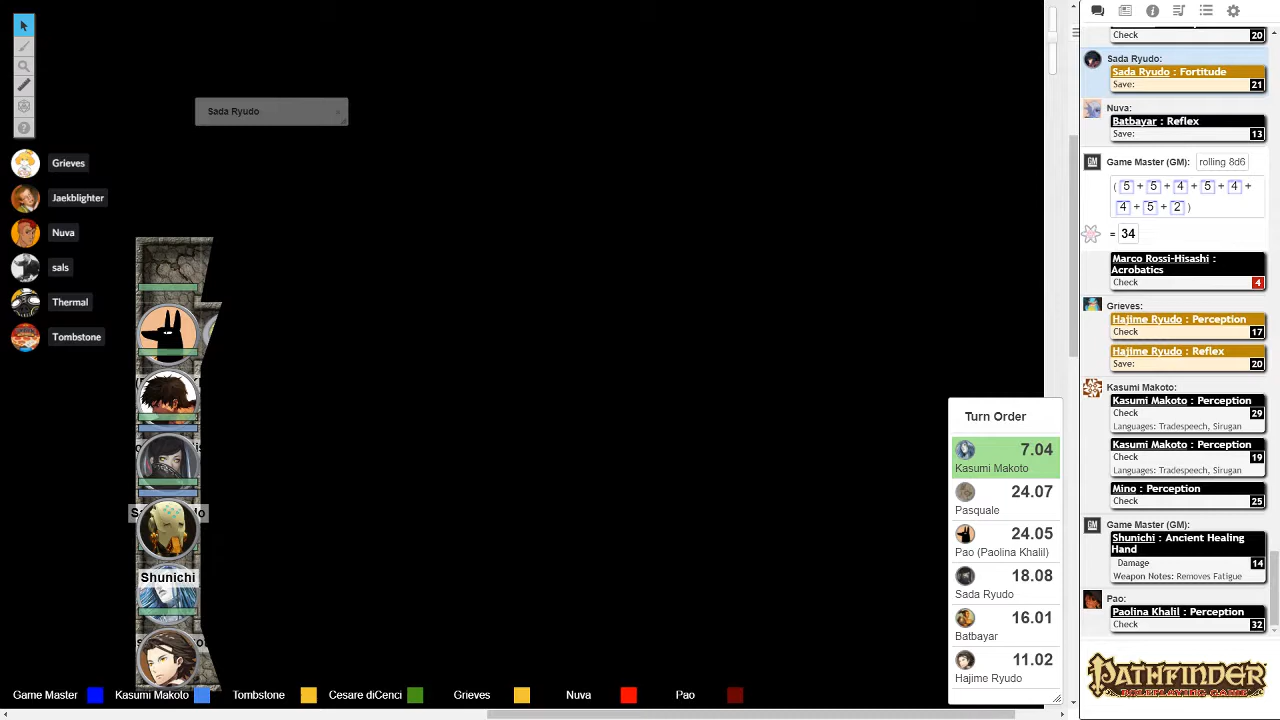 Sada Ryudo
Grieves
Jaekblighter
Nuva
sals
Thermal
Tombstone
Shunichi
Game Master
Kasumi Makoto
Tombstone
Cesare diCenci
Grieves
Nuva
Pao
Turn Order
7.04
Kasumi Makoto
24.07
Pasquale
24.05
Pao (Paolina Khalil)
18.08
Sada Ryudo
16.01
Batbayar
11.02
Hajime Ryudo
Check 20
Sada Ryudo:
Sada Ryudo : Fortitude
Save: 21
Nuva:
Batbayar : Reflex
Save: 13
GM Game Master (GM): rolling 8d6
( 5 + 5 + 4 + 5 + 4 +
4 + 5 + 2 )
= 34
Marco Rossi-Hisashi :
Acrobatics
Check 4
Grieves:
Hajime Ryudo : Perception
Check 17
Hajime Ryudo : Reflex
Save: 20
Kasumi Makoto:
Kasumi Makoto : Perception
Check 29
Languages: Tradespeech, Sirugan
Kasumi Makoto : Perception
Check 19
Languages: Tradespeech, Sirugan
Mino : Perception
Check 25
GM Game Master (GM):
Shunichi : Ancient Healing
Hand
Damage 14
Weapon Notes: Removes Fatigue
Pao:
Paolina Khalil : Perception
Check 32
PATHFINDER
ROLEPLAYING GAME